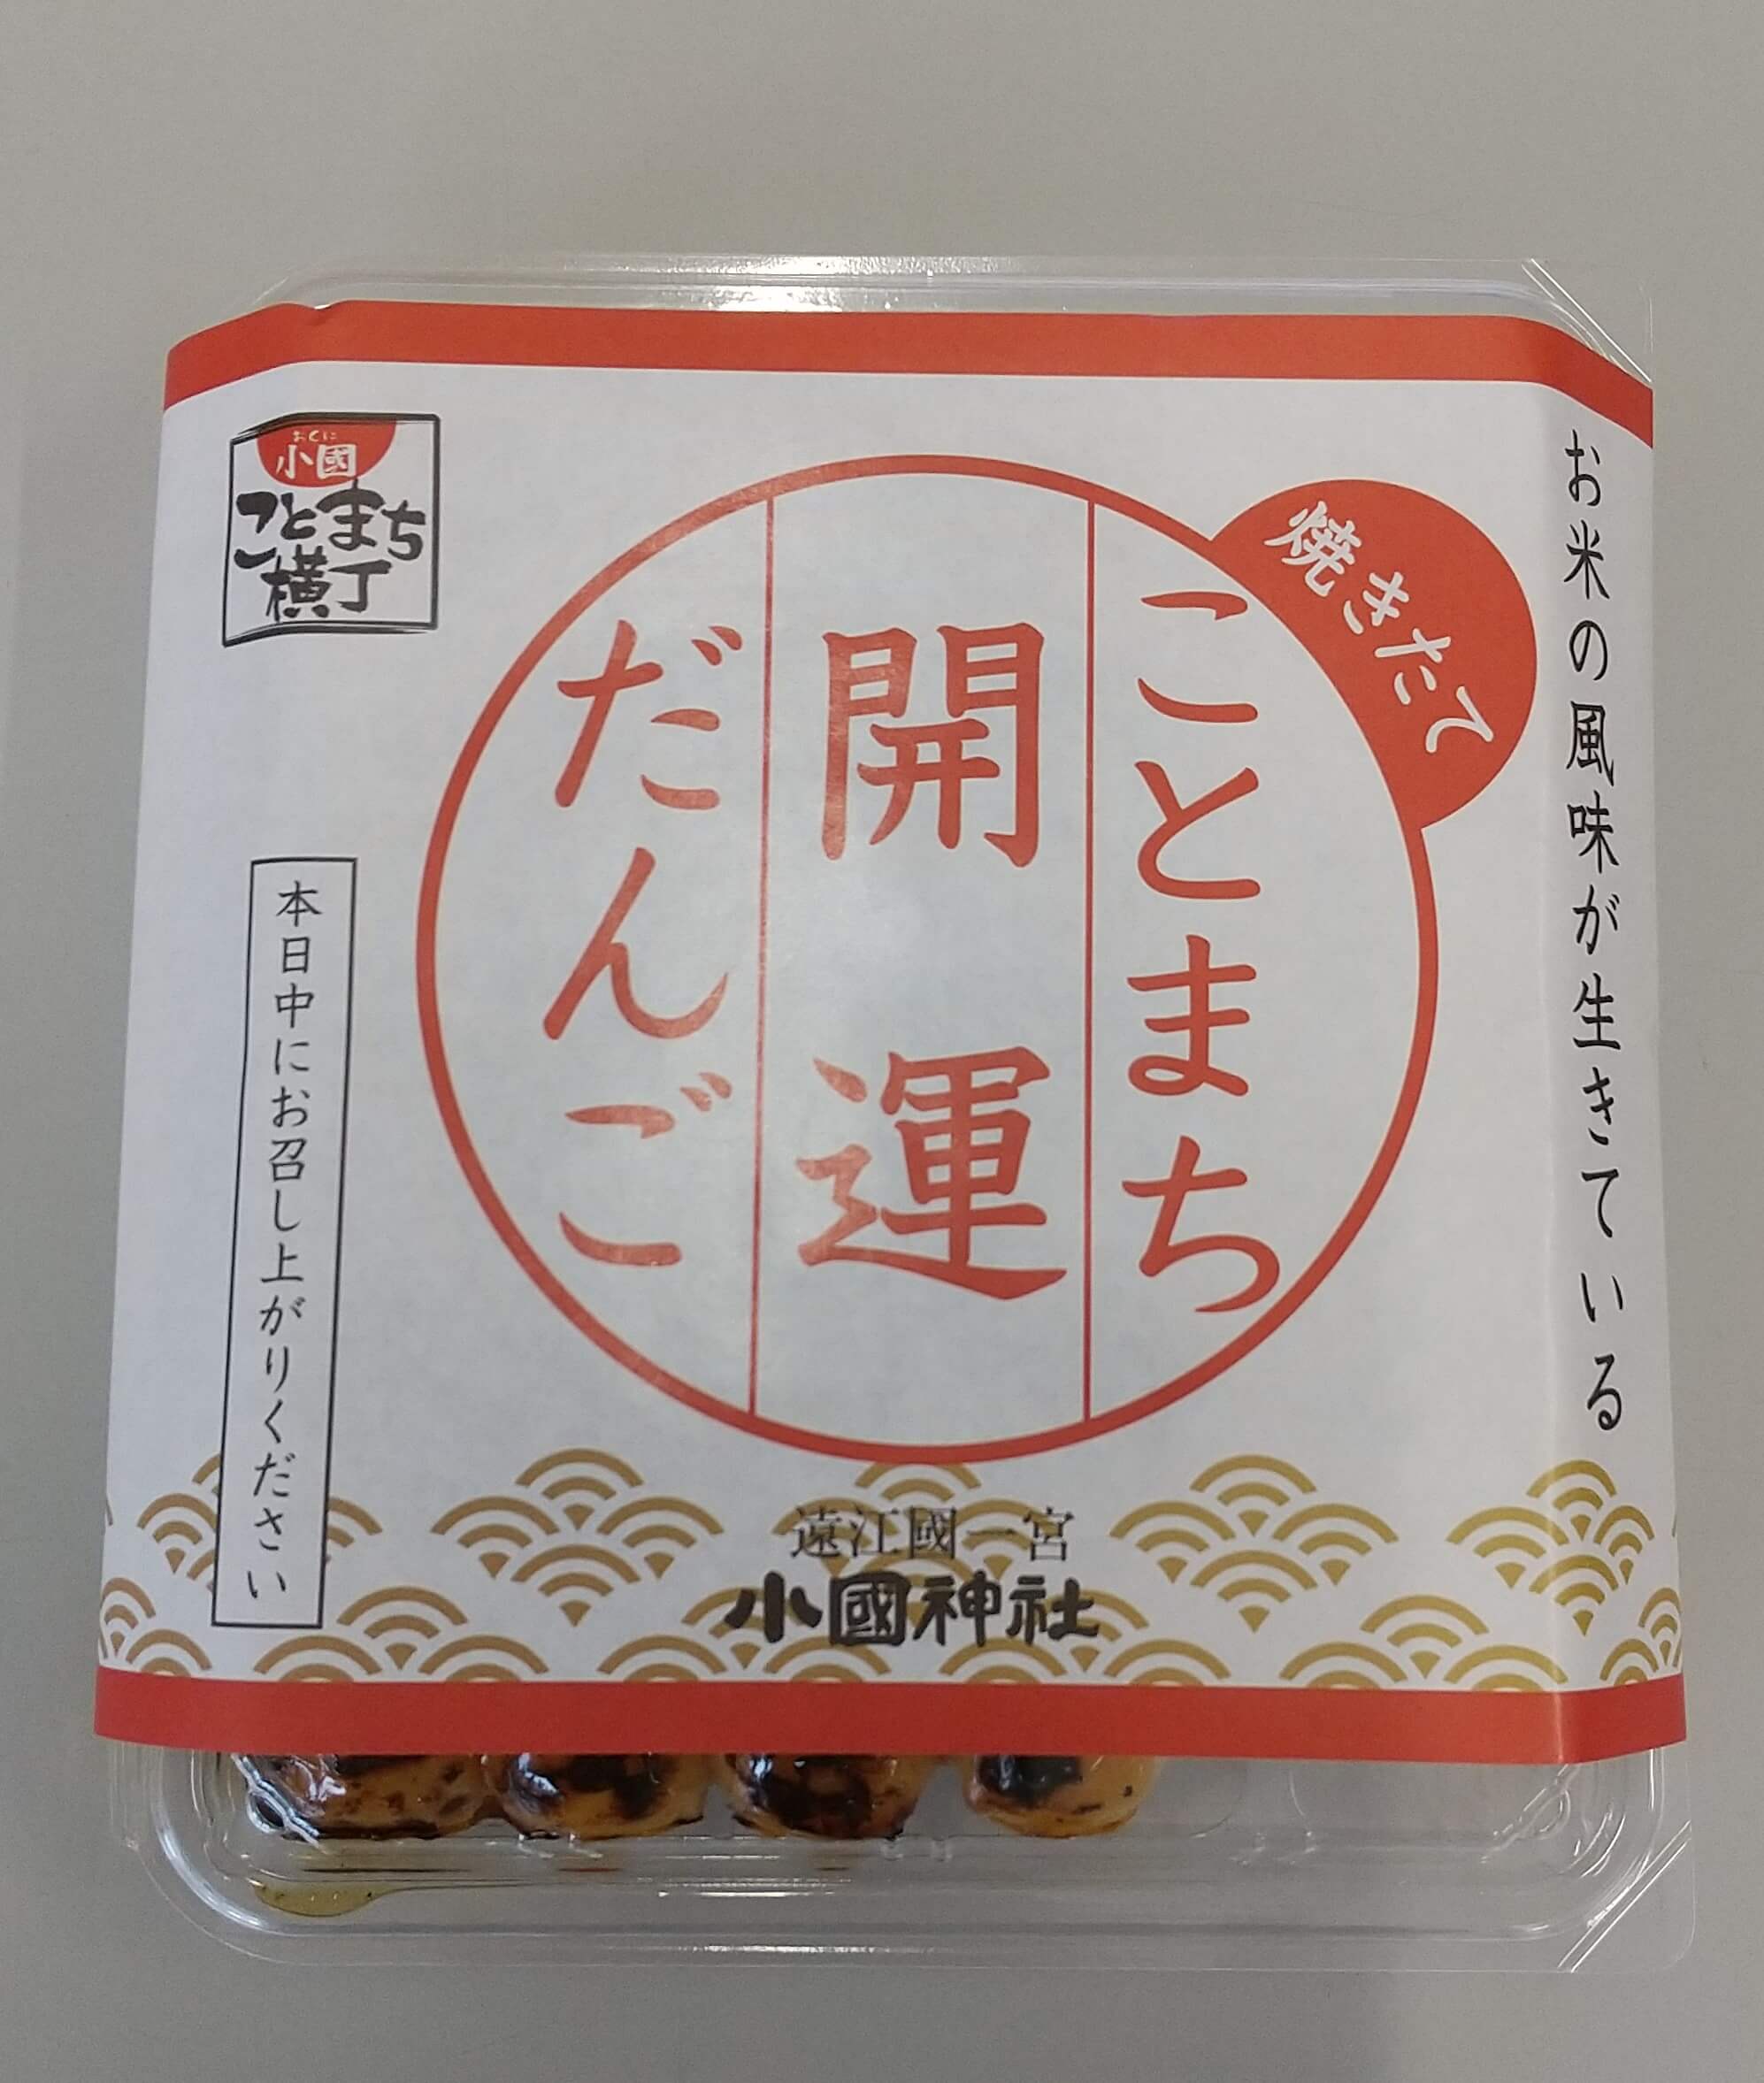 お米の風味が生きている
焼きたて
ことまち
開運
だんご
おくに
小國
ことまち
横丁
本日中にお召し上がりください
遠江國一宮
小國神社